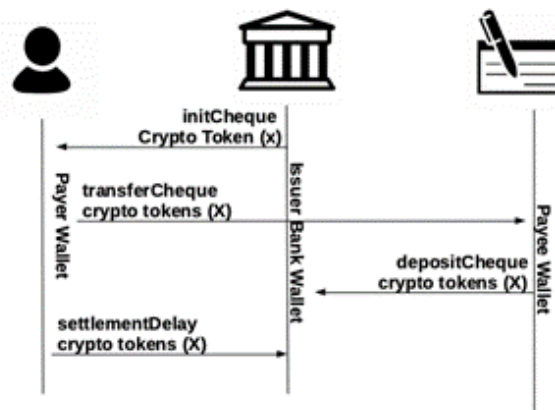 initCheque
Crypto Token (x)
transferCheque
crypto tokens (X)
Payer Wallet
Issuer Bank Wallet
Payee Wallet
depositCheque
crypto tokens (X)
settlementDelay
crypto tokens (X)